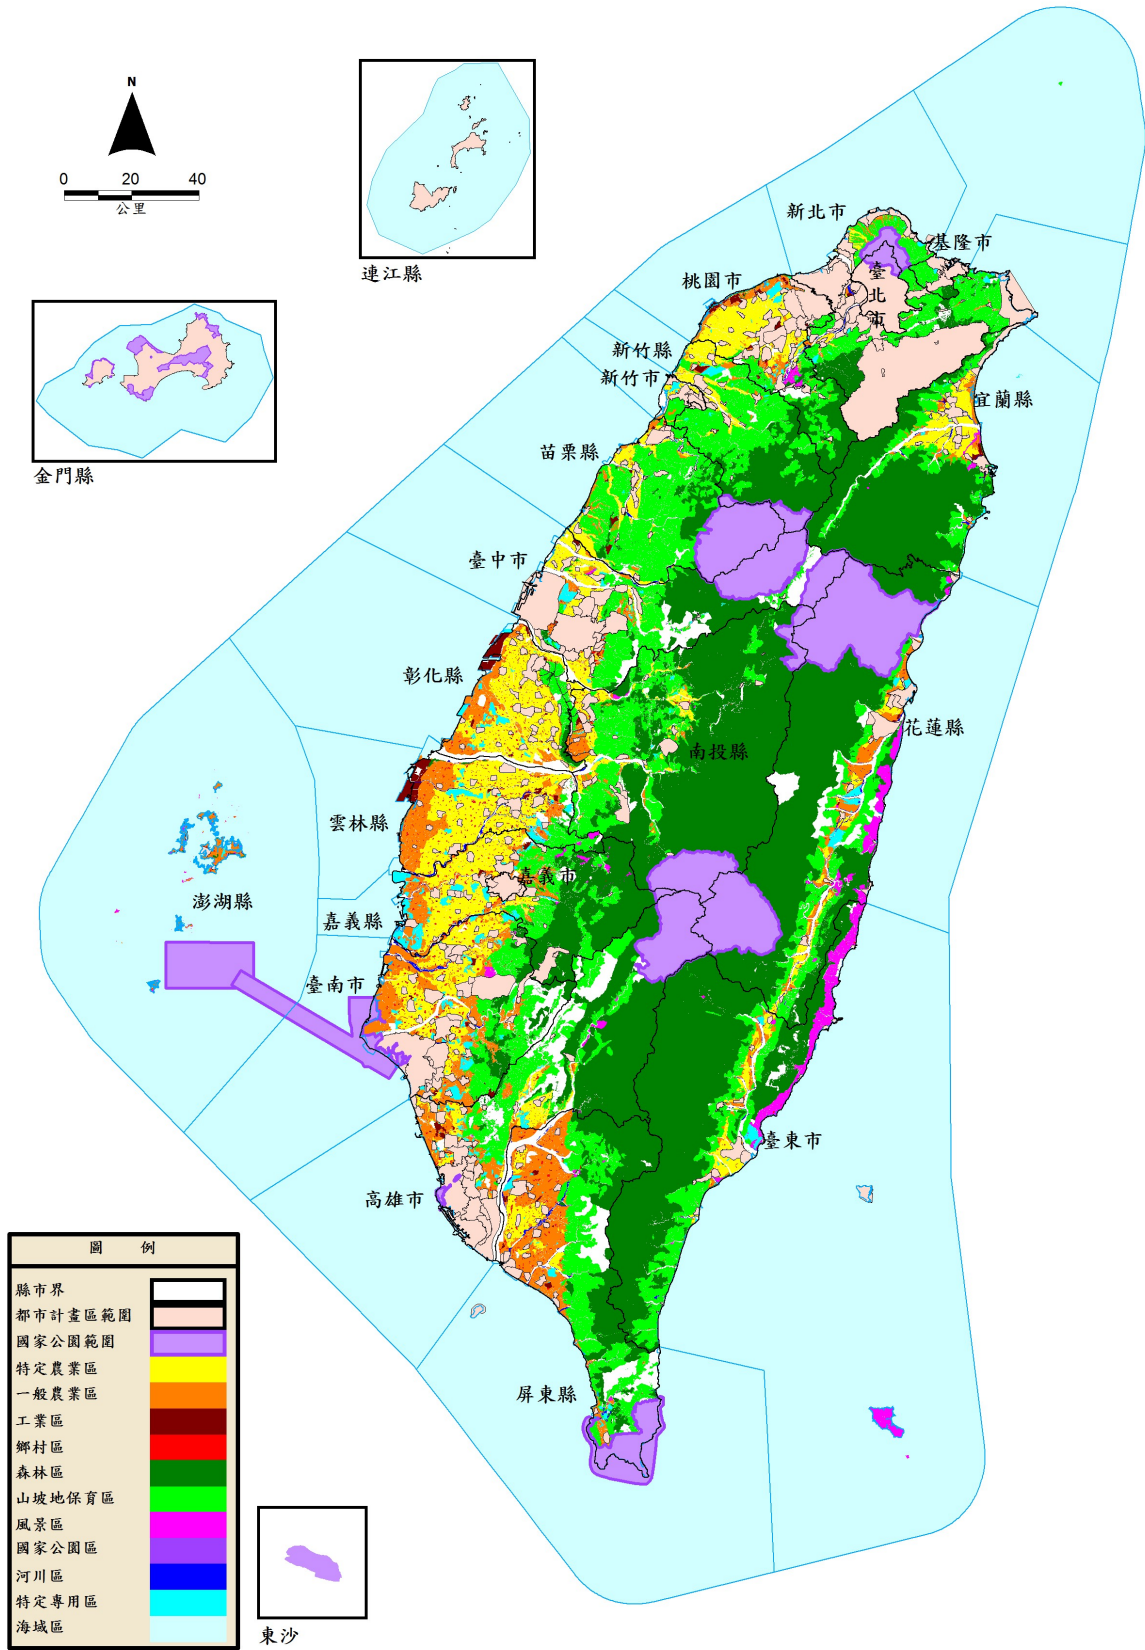 N
0 20 40
公里
連江縣
金門縣
新北市
基隆市
臺北市
桃園市
新竹縣
新竹市
宜蘭縣
苗栗縣
臺中市
彰化縣
花蓮縣
南投縣
雲林縣
嘉義市
澎湖縣
嘉義縣
臺南市
臺東市
高雄市
屏東縣
圖 例
縣市界
都市計畫區範圍
國家公園範圍
特定農業區
一般農業區
工業區
鄉村區
森林區
山坡地保育區
風景區
國家公園區
河川區
特定專用區
海域區
東沙